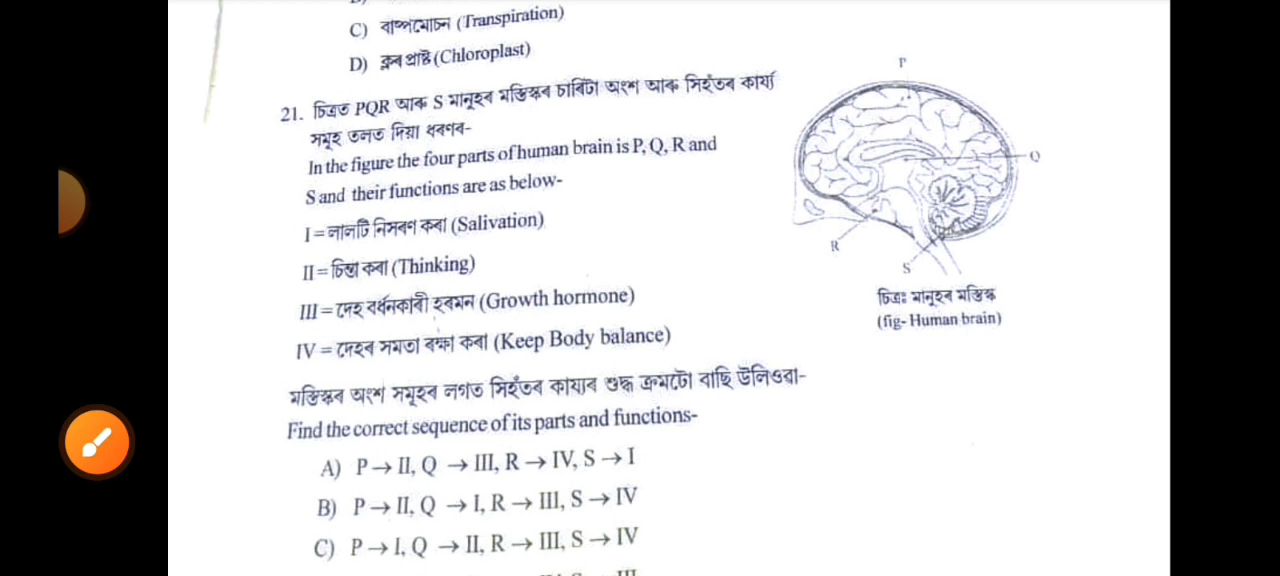 C) বাষ্পমোচন (Transpiration)
D) ক্লৰ প্লাষ্ট (Chloroplast)
21. চিত্ৰত PQR আৰু S মানুহৰ মস্তিস্কৰ চাৰিটা অংশ আৰু সিহঁতৰ কাৰ্য্য
সমূহ তলত দিয়া ধৰণৰ-
In the figure the four parts of human brain is P, Q, R and
S and their functions are as below-
I = লালটি নিসৰণ কৰা (Salivation)
II = চিন্তা কৰা (Thinking)
III = দেহ বৰ্ধনকাৰী হৰমন (Growth hormone)
IV = দেহৰ সমতা ৰক্ষা কৰা (Keep Body balance)
মস্তিস্কৰ অংশ সমূহৰ লগত সিহঁতৰ কাৰ্য্যৰ শুদ্ধ ক্ৰমটো বাছি উলিওৱা-
Find the correct sequence of its parts and functions-
A) P → II, Q → III, R → IV, S → I
B) P → II, Q → I, R → III, S → IV
C) P → I, Q → II, R → III, S → IV
P
Q
R
S
চিত্ৰঃ মানুহৰ মস্তিস্ক
(fig- Human brain)